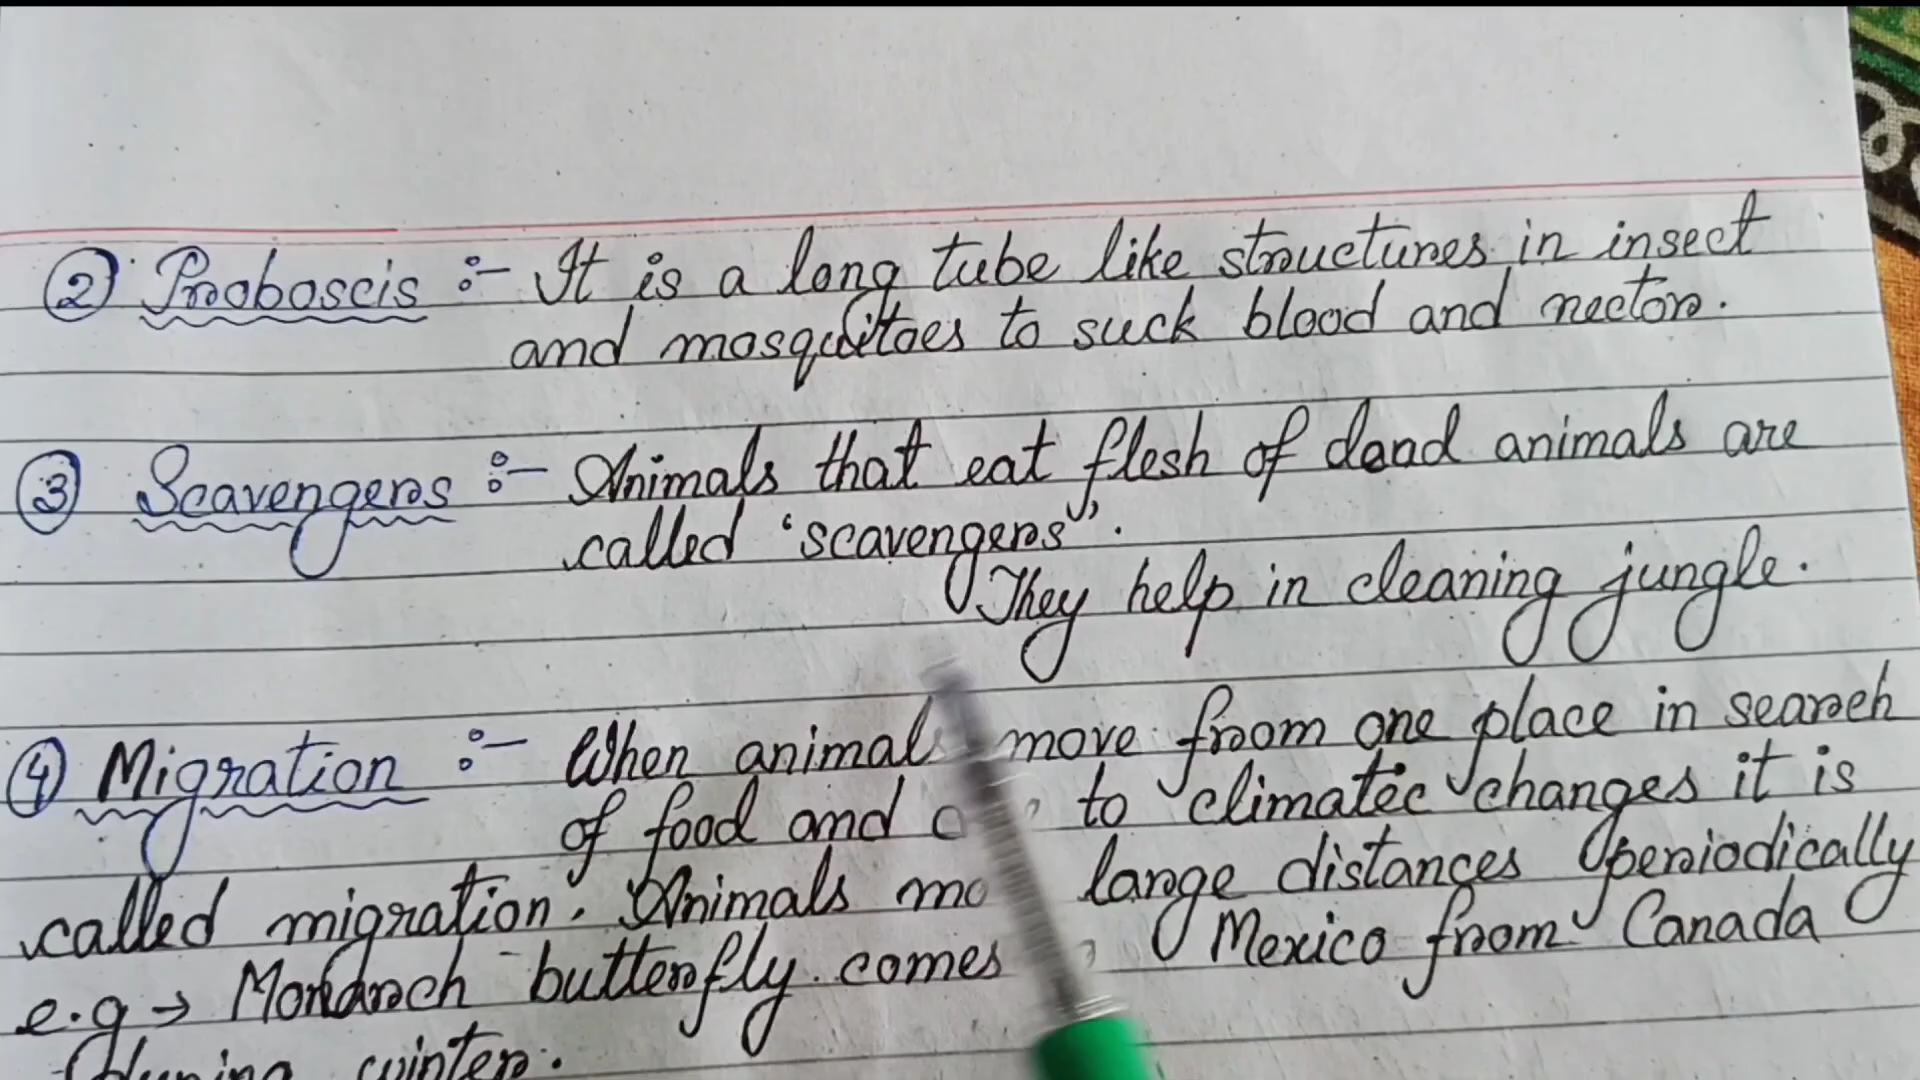 ② Proboscis :- It is a long tube like structures in insect
and mosquitoes to suck blood and nector.
③ Scavengers :- Animals that eat flesh of dead animals are
called 'scavengers".
They help in cleaning jungle.
④ Migration :- When animals move from one place in search
of food and to climatic changes it is
called migration. Animals large distances periodically
e.g → Monarch butterfly comes Mexico from Canada
During winter.